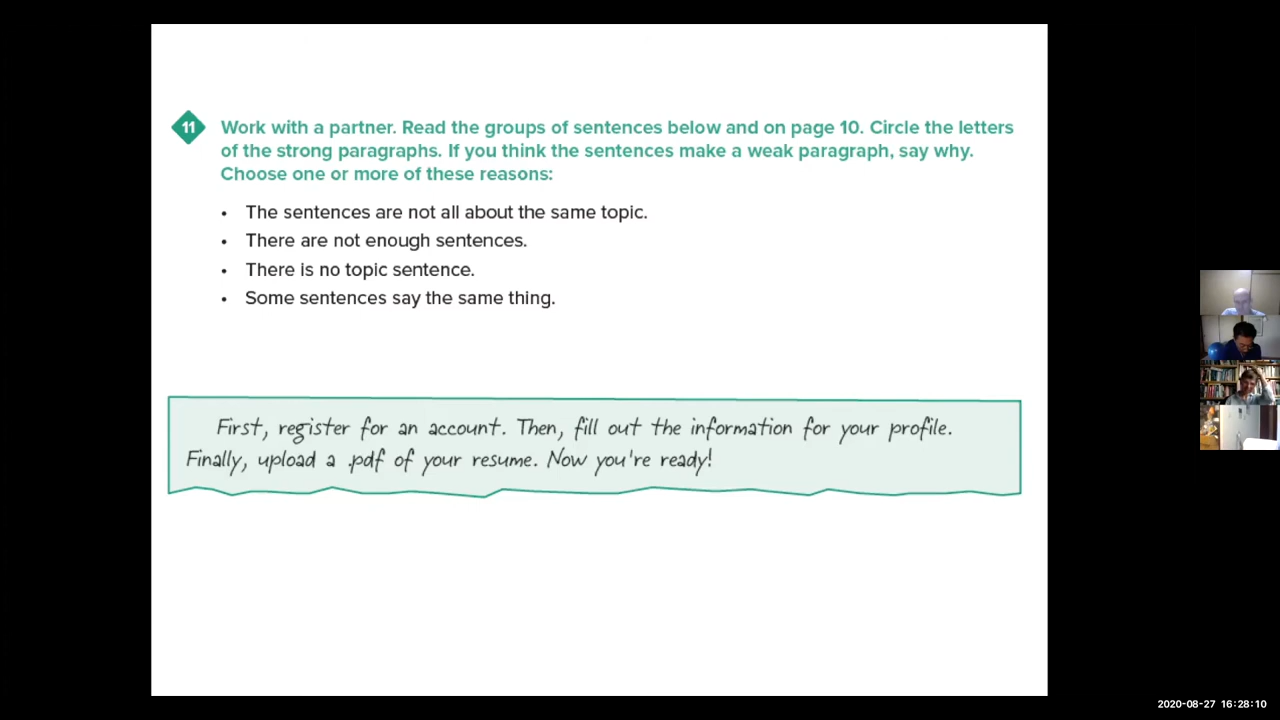 11 Work with a partner. Read the groups of sentences below and on page 10. Circle the letters
of the strong paragraphs. If you think the sentences make a weak paragraph, say why.
Choose one or more of these reasons:
• The sentences are not all about the same topic.
• There are not enough sentences.
• There is no topic sentence.
• Some sentences say the same thing.
First, register for an account. Then, fill out the information for your profile.
Finally, upload a .pdf of your resume. Now you're ready!
2020-08-27 16:28:10